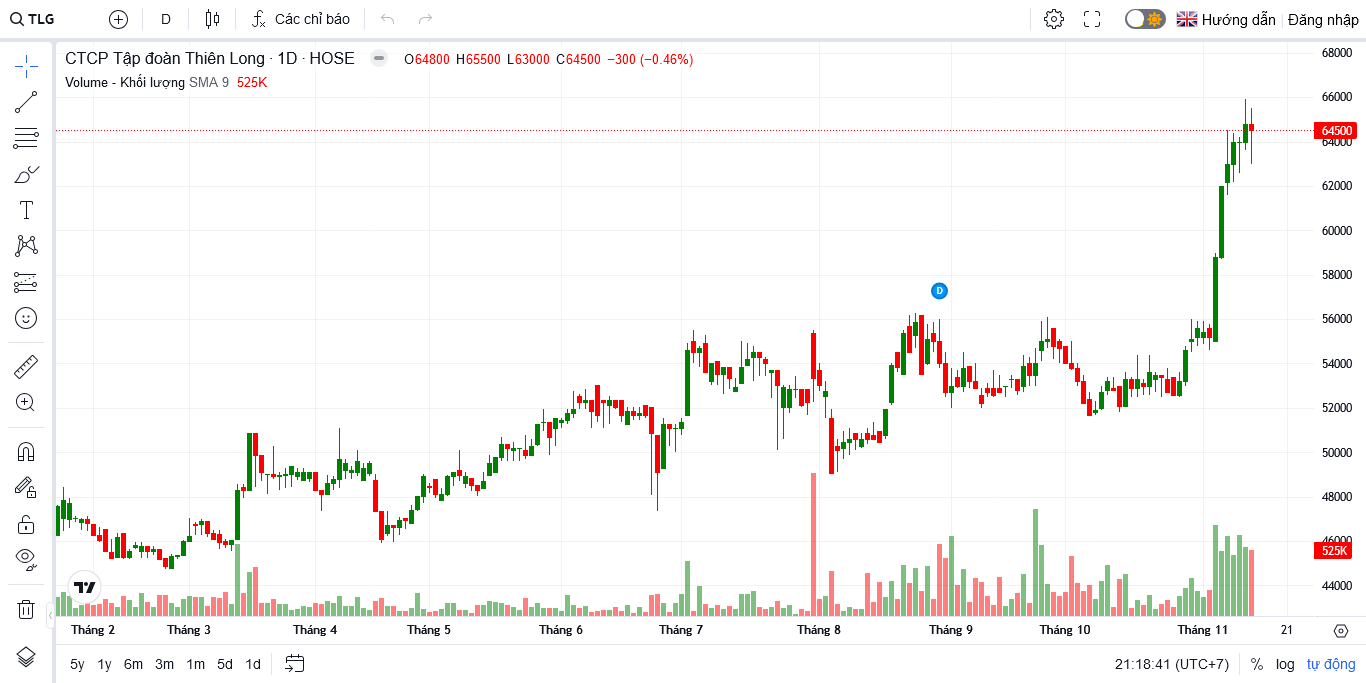 TLG D Các chỉ báo Hướng dẫn Đăng nhập
CTCP Tập đoàn Thiên Long · 1D · HOSE O64800 H65500 L63000 C64500 −300 (−0.46%)
Volume - Khối lượng SMA 9 525K
68000
66000
64500
64000
62000
60000
58000
D
56000
54000
52000
50000
48000
46000
525K
44000
Tháng 2 Tháng 3 Tháng 4 Tháng 5 Tháng 6 Tháng 7 Tháng 8 Tháng 9 Tháng 10 Tháng 11 21
5y 1y 6m 3m 1m 5d 1d 21:18:41 (UTC+7) % log tự động